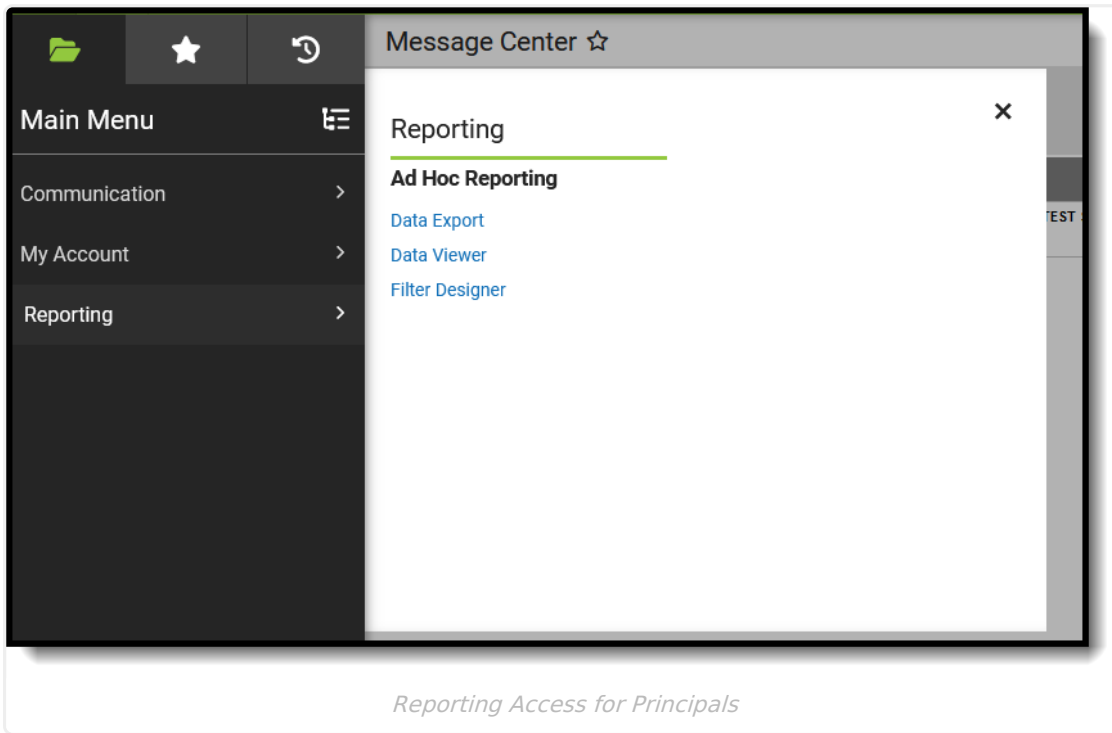 Message Center
Main Menu
Communication
My Account
Reporting
Reporting
Ad Hoc Reporting
Data Export
Data Viewer
Filter Designer
TEST
Reporting Access for Principals